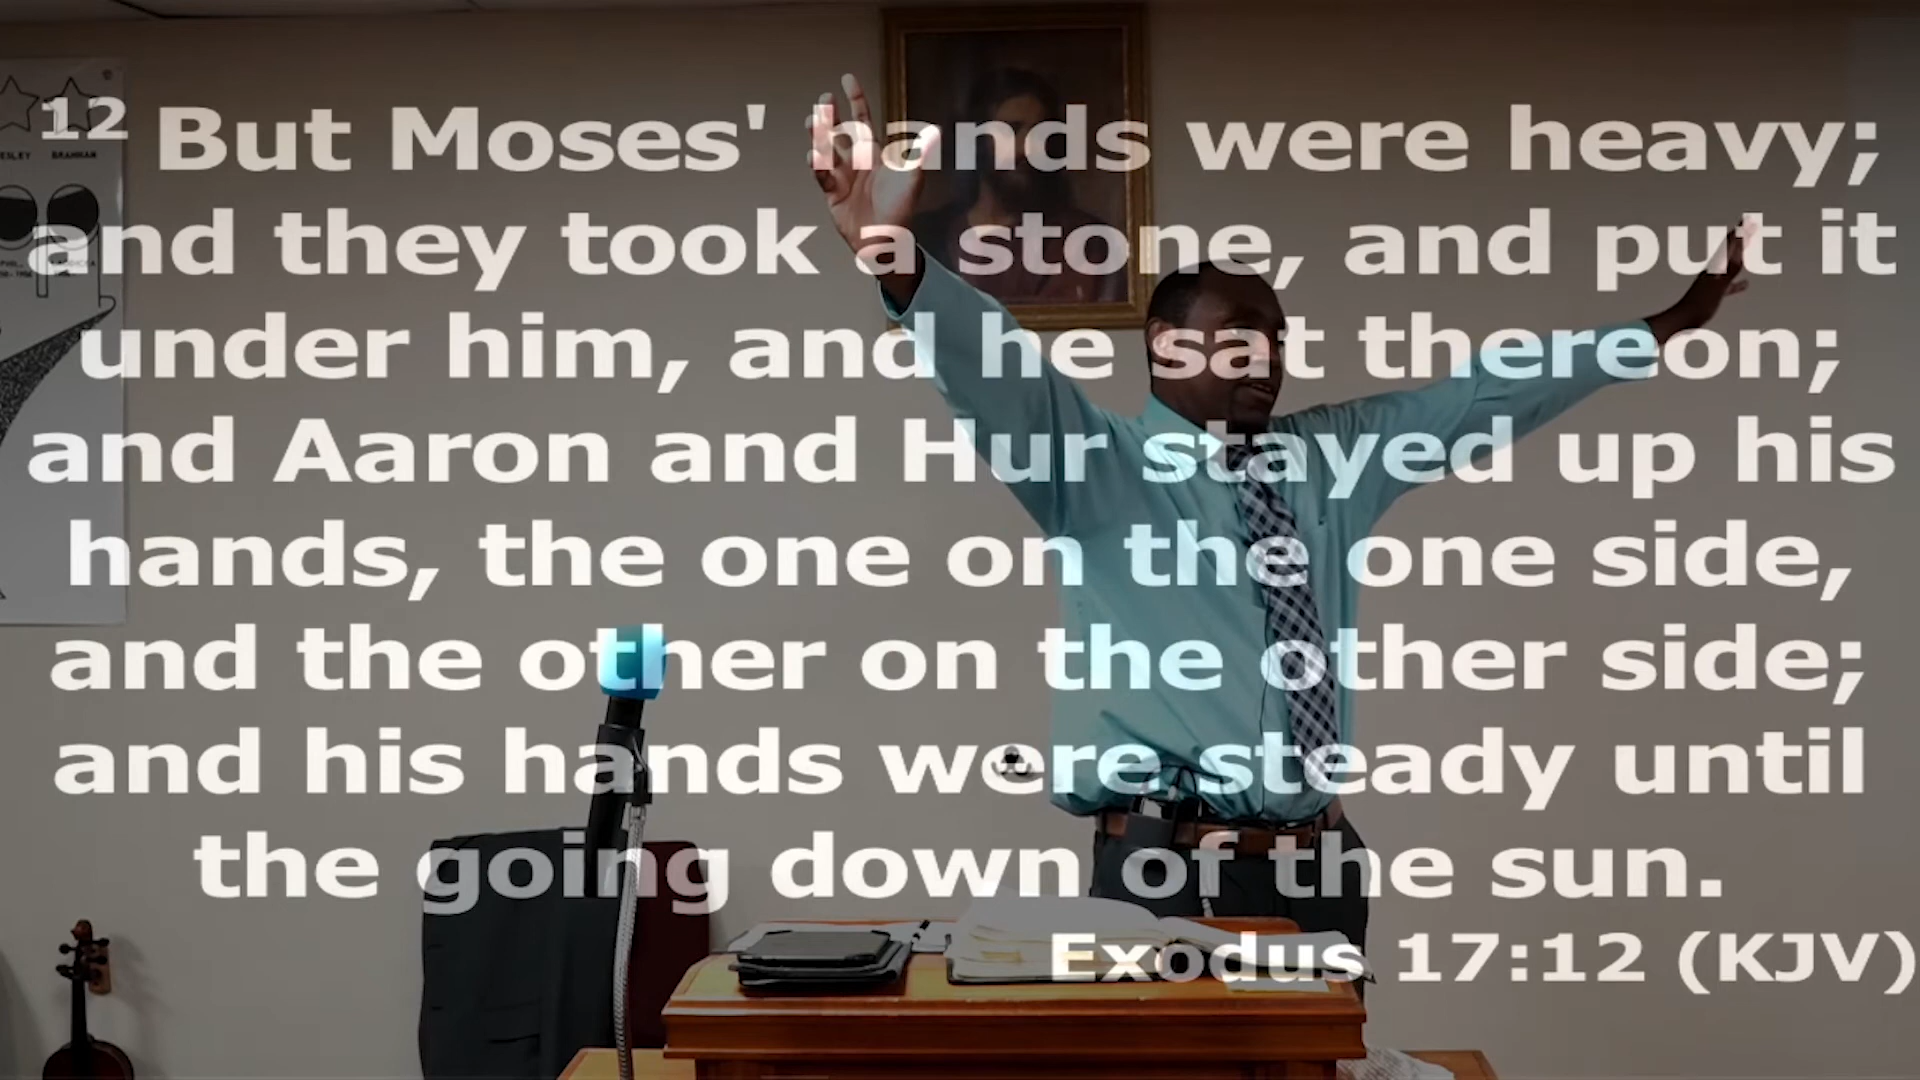 ESLEY BRANHAM
12 But Moses' hands were heavy;
and they took a stone, and put it
under him, and he sat thereon;
and Aaron and Hur stayed up his
hands, the one on the one side,
and the other on the other side;
and his hands were steady until
the going down of the sun.
Exodus 17:12 (KJV)